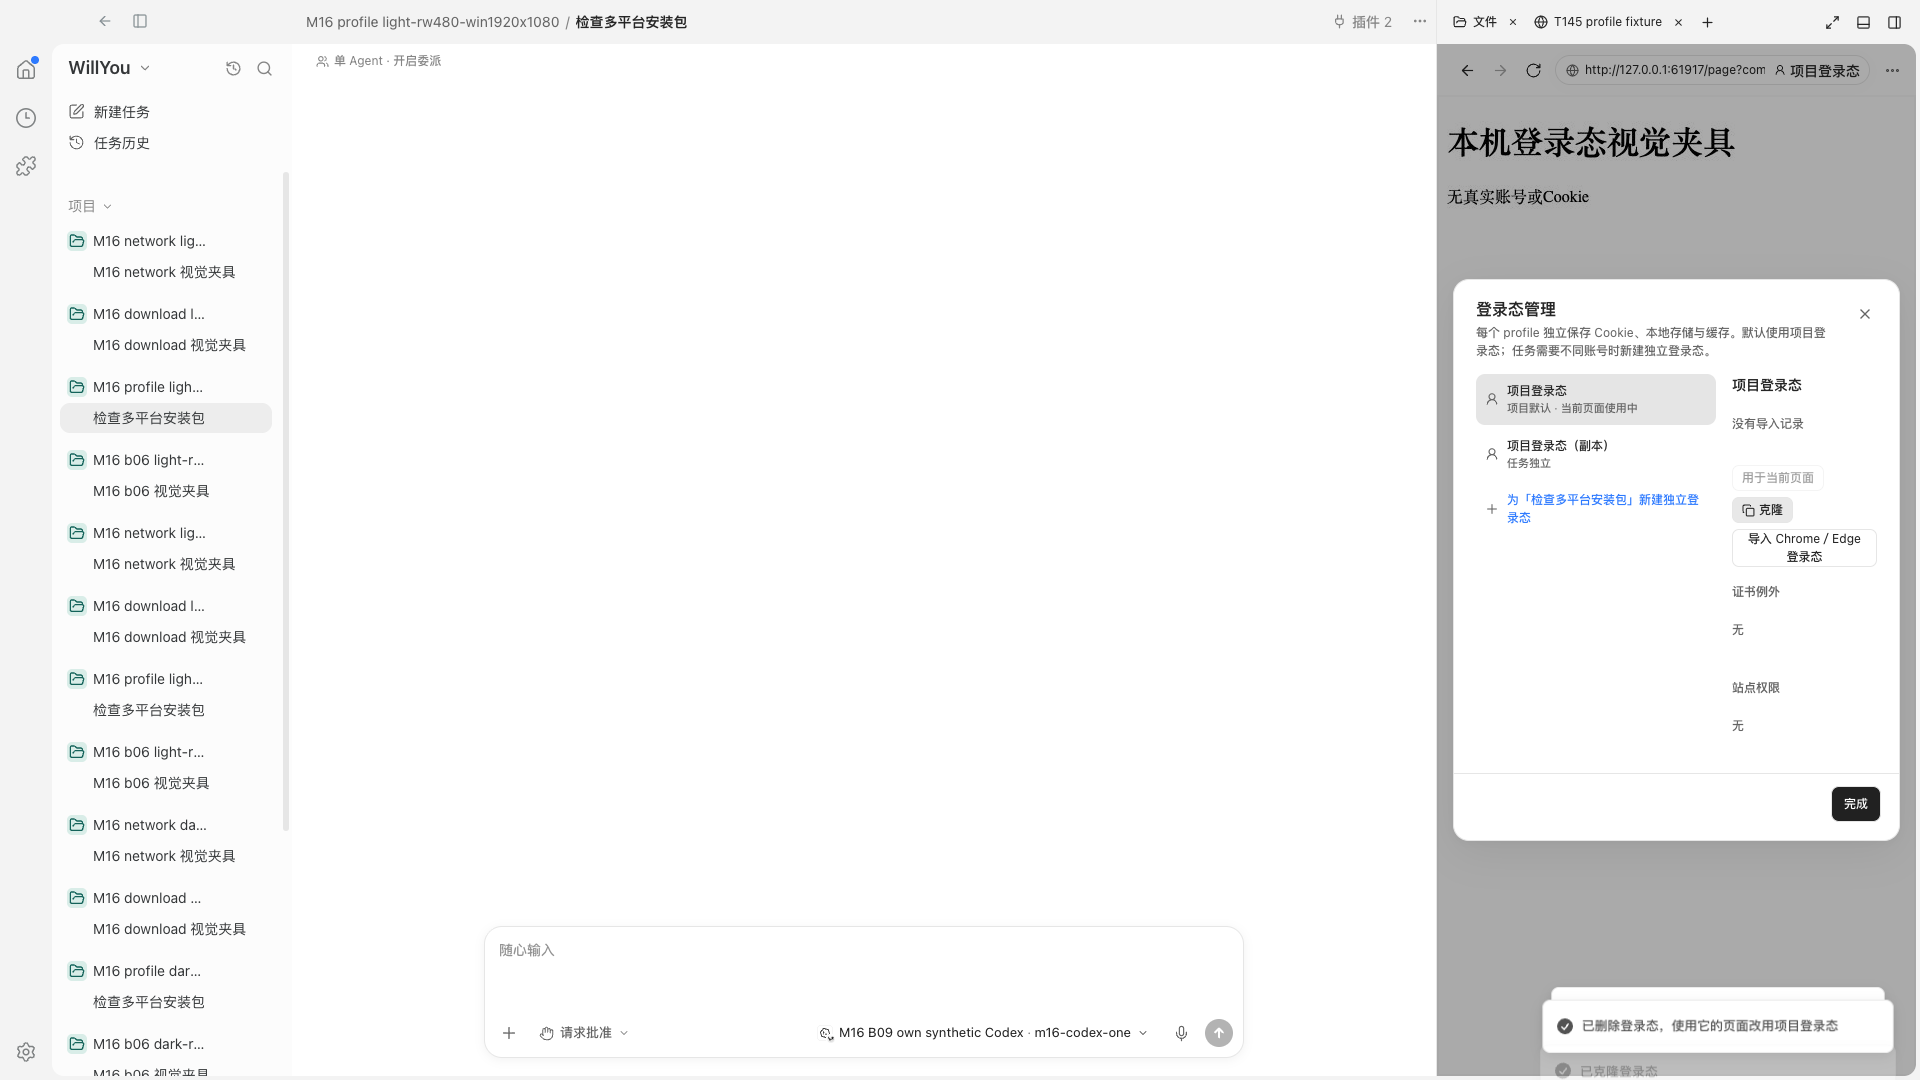 M16 profile light-rw480-win1920x1080 / 检查多平台安装包
插件 2
文件
T145 profile fixture
WillYou
新建任务
任务历史
项目
M16 network lig...
M16 network 视觉夹具
M16 download l...
M16 download 视觉夹具
M16 profile ligh...
检查多平台安装包
M16 b06 light-r...
M16 b06 视觉夹具
M16 network lig...
M16 network 视觉夹具
M16 download l...
M16 download 视觉夹具
M16 profile ligh...
检查多平台安装包
M16 b06 light-r...
M16 b06 视觉夹具
M16 network da...
M16 network 视觉夹具
M16 download ...
M16 download 视觉夹具
M16 profile dar...
检查多平台安装包
M16 b06 dark-r...
M16 b06 视觉夹具
单 Agent · 开启委派
随心输入
请求批准
M16 B09 own synthetic Codex · m16-codex-one
http://127.0.0.1:61917/page?com
项目登录态
本机登录态视觉夹具
无真实账号或Cookie
登录态管理
每个 profile 独立保存 Cookie、本地存储与缓存。默认使用项目登
录态；任务需要不同账号时新建独立登录态。
项目登录态
项目默认 · 当前页面使用中
项目登录态（副本）
任务独立
为「检查多平台安装包」新建独立登
录态
项目登录态
没有导入记录
用于当前页面
克隆
导入 Chrome / Edge
登录态
证书例外
无
站点权限
无
完成
已删除登录态，使用它的页面改用项目登录态
已克隆登录态